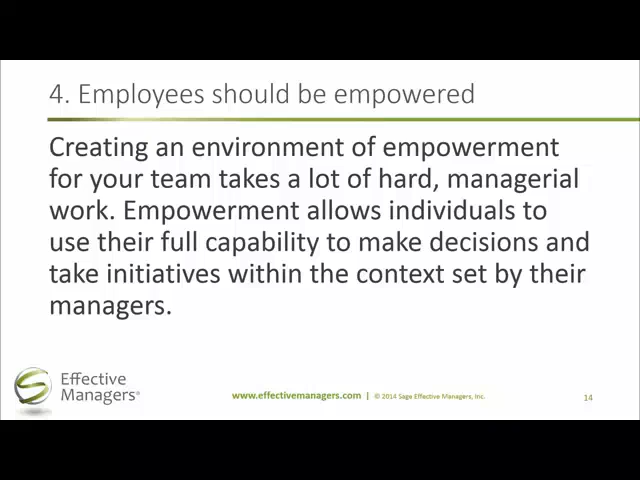 4. Employees should be empowered
Creating an environment of empowerment
for your team takes a lot of hard, managerial
work. Empowerment allows individuals to
use their full capability to make decisions and
take initiatives within the context set by their
managers.
Effective
Managers®
www.effectivemanagers.com | © 2014 Sage Effective Managers, Inc.
14